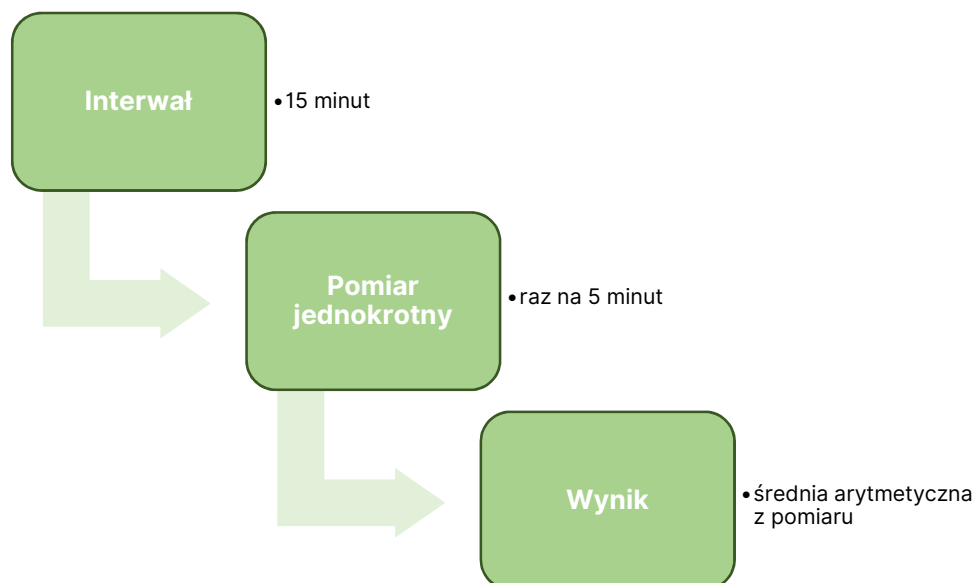 Interwał
•15 minut
Pomiar
jednokrotny
•raz na 5 minut
Wynik
•średnia arytmetyczna
z pomiaru